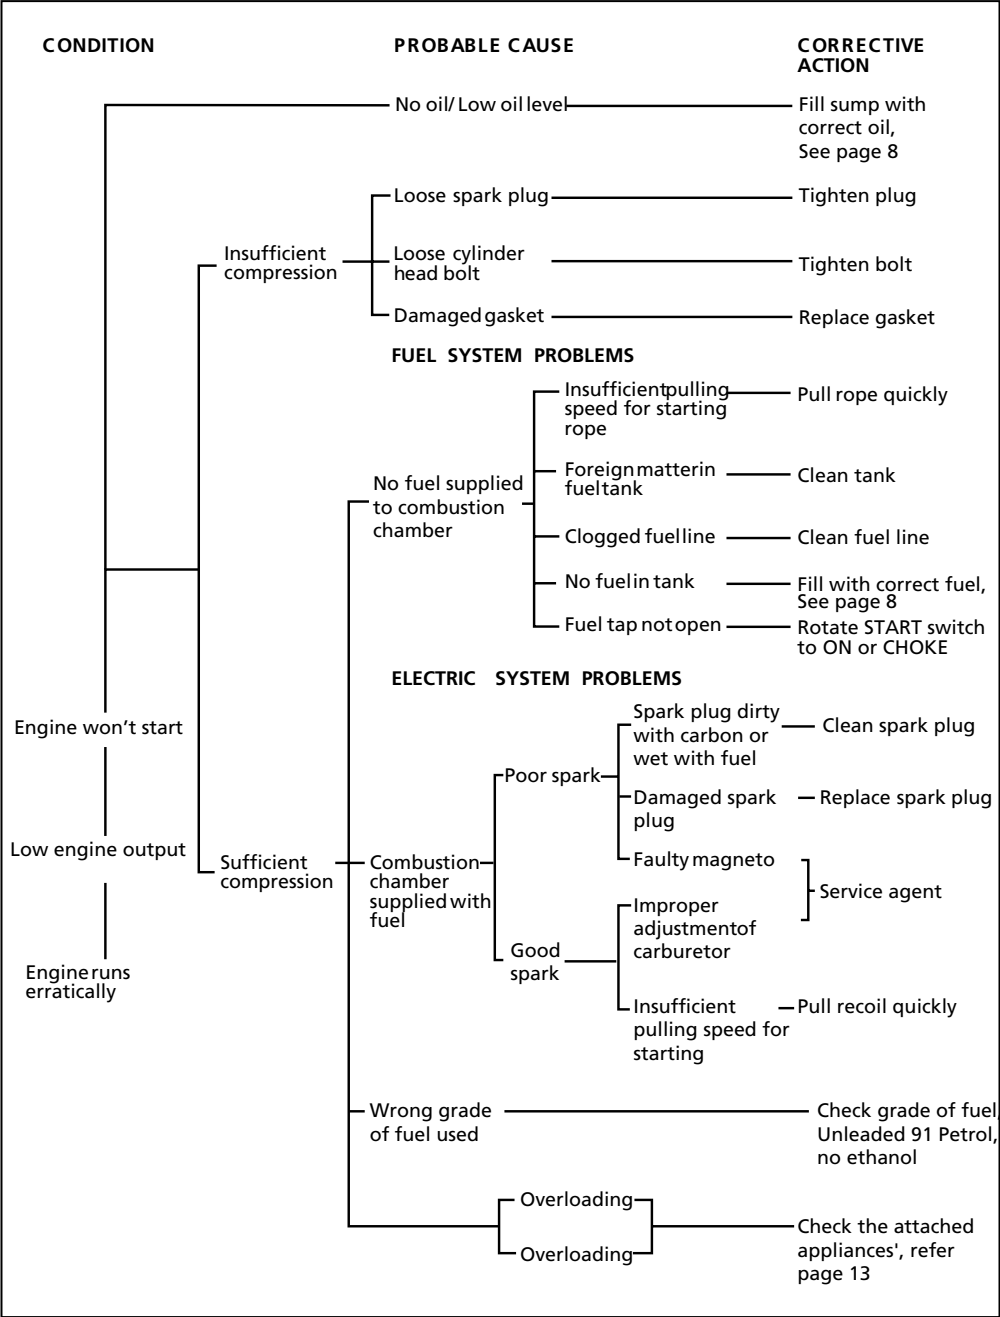 CONDITION
PROBABLE CAUSE
CORRECTIVE
ACTION
No oil/ Low oil level
Fill sump with
correct oil,
See page 8
Insufficient
compression
Loose spark plug
Tighten plug
Loose cylinder
head bolt
Tighten bolt
Damaged gasket
Replace gasket
FUEL SYSTEM PROBLEMS
No fuel supplied
to combustion
chamber
Insufficient pulling
speed for starting
rope
Pull rope quickly
Foreign matter in
fuel tank
Clean tank
Clogged fuel line
Clean fuel line
No fuel in tank
Fill with correct fuel,
See page 8
Fuel tap not open
Rotate START switch
to ON or CHOKE
ELECTRIC SYSTEM PROBLEMS
Engine won't start
Low engine output
Engine runs
erratically
Sufficient
compression
Combustion
chamber
supplied with
fuel
Poor spark
Spark plug dirty
with carbon or
wet with fuel
Clean spark plug
Damaged spark
plug
Replace spark plug
Faulty magneto
Service agent
Good
spark
Improper
adjustment of
carburetor
Insufficient
pulling speed for
starting
Pull recoil quickly
Wrong grade
of fuel used
Check grade of fuel,
Unleaded 91 Petrol,
no ethanol
Overloading
Overloading
Check the attached
appliances', refer
page 13